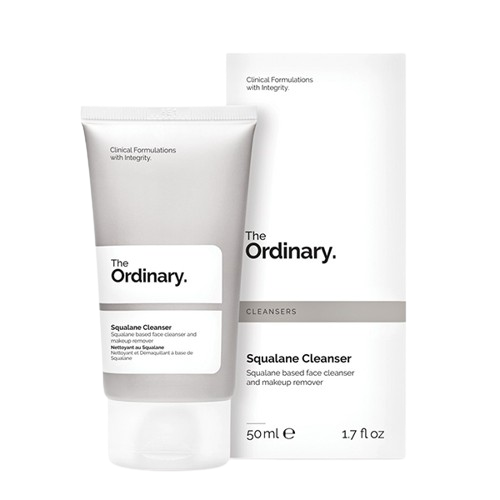 Clinical Formulations
with Integrity.
The
Ordinary.
Squalane Cleanser
Squalane based face cleanser and
makeup remover
Nettoyant au Squalane
Nettoyant et Démaquillant à base de
Squalane
Clinical Formulations
with Integrity.
The
Ordinary.
CLEANSERS
Squalane Cleanser
Squalane based face cleanser
and makeup remover
50 ml e 1.7 fl oz